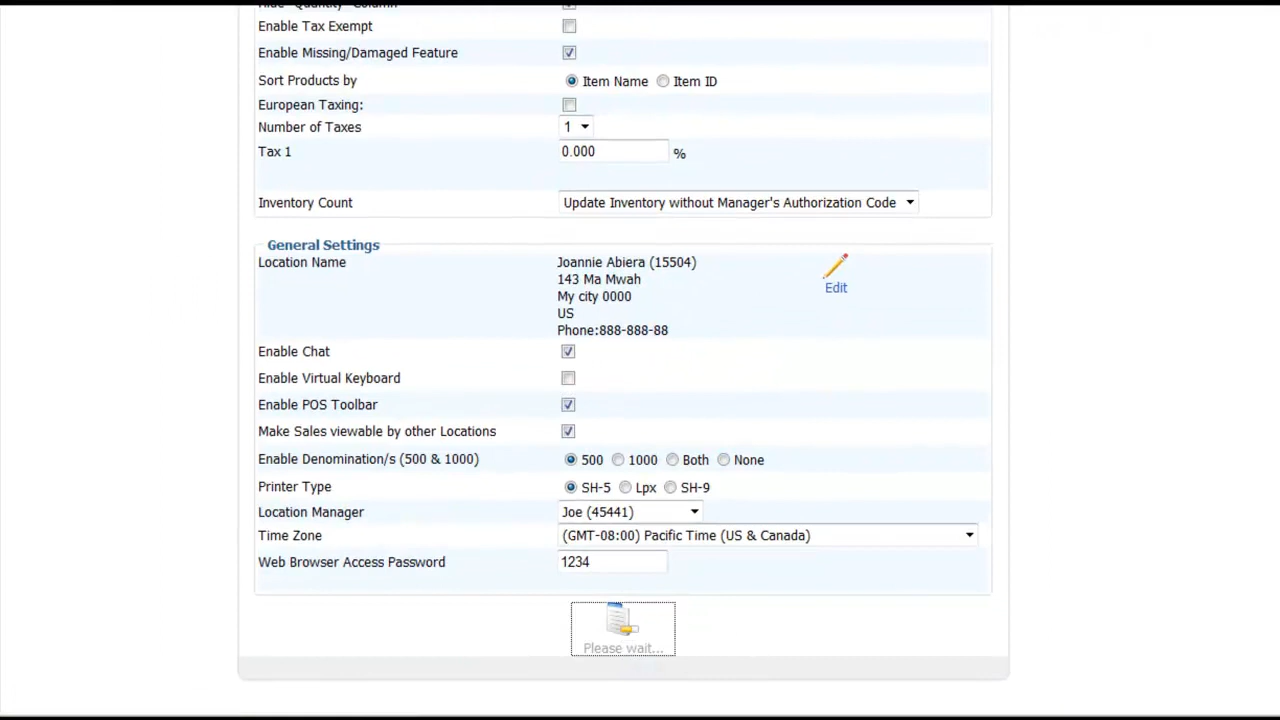 Hide "Quantity" Column
Enable Tax Exempt
Enable Missing/Damaged Feature
Sort Products by Item Name Item ID
European Taxing:
Number of Taxes 1
Tax 1 0.000 %
Inventory Count Update Inventory without Manager's Authorization Code
General Settings
Location Name Joannie Abiera (15504)
143 Ma Mwah
My city 0000
Edit
US
Phone:888-888-88
Enable Chat
Enable Virtual Keyboard
Enable POS Toolbar
Make Sales viewable by other Locations
Enable Denomination/s (500 & 1000) 500 1000 Both None
Printer Type SH-5 Lpx SH-9
Location Manager Joe (45441)
Time Zone (GMT-08:00) Pacific Time (US & Canada)
Web Browser Access Password 1234
Please wait...